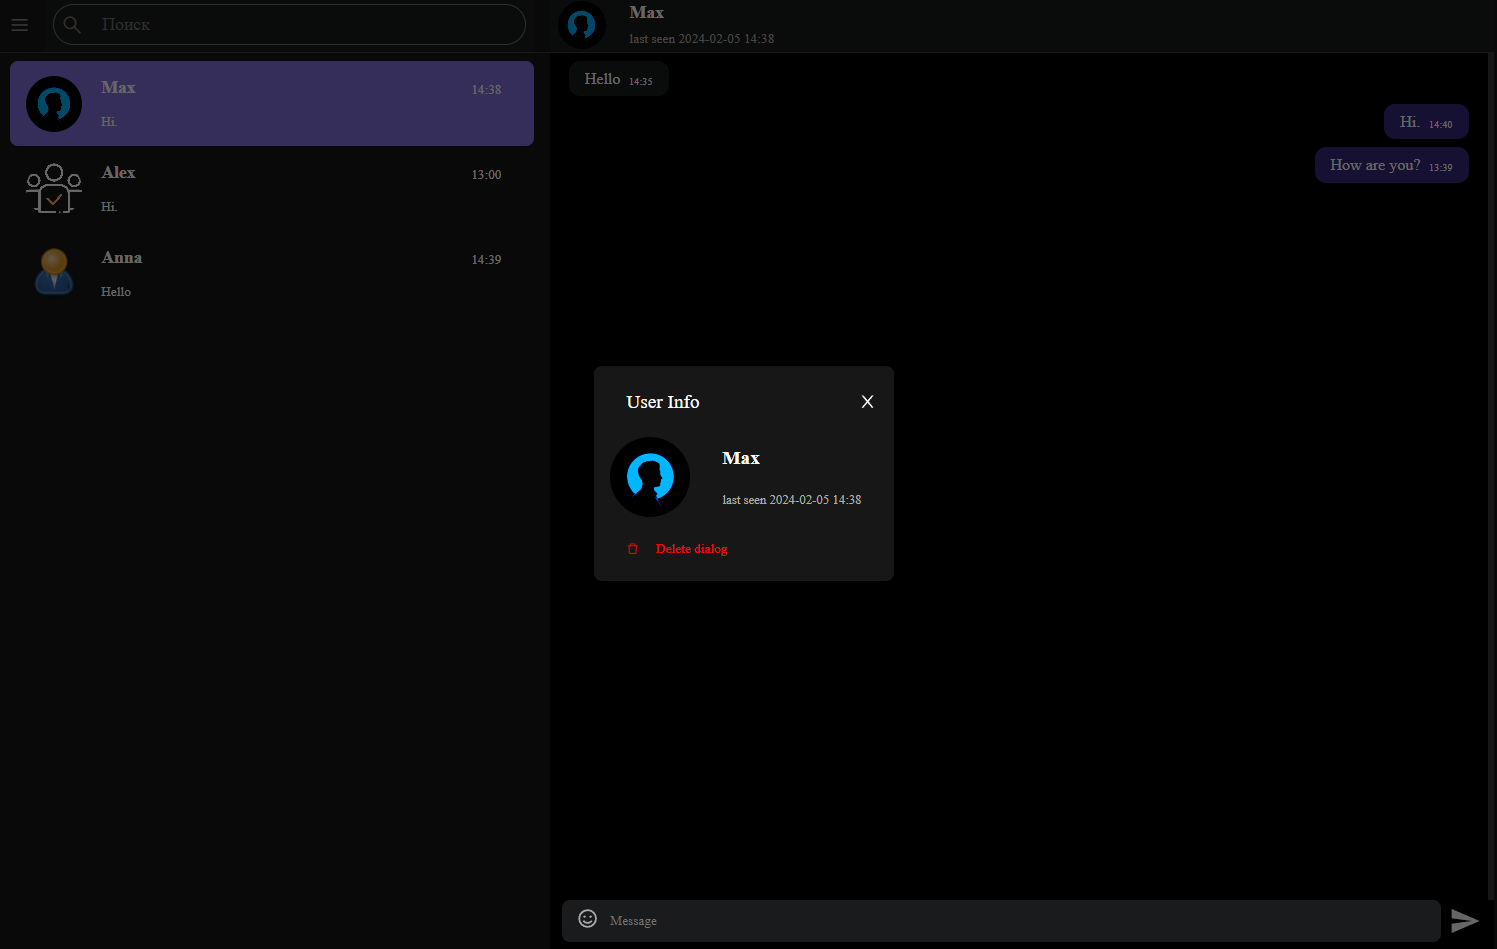 Поиск
Max
14:38
Hi.
Alex
13:00
Hi.
Anna
14:39
Hello
Max
last seen 2024-02-05 14:38
Hello 14:35
Hi. 14:40
How are you? 13:39
User Info
Max
last seen 2024-02-05 14:38
Delete dialog
Message